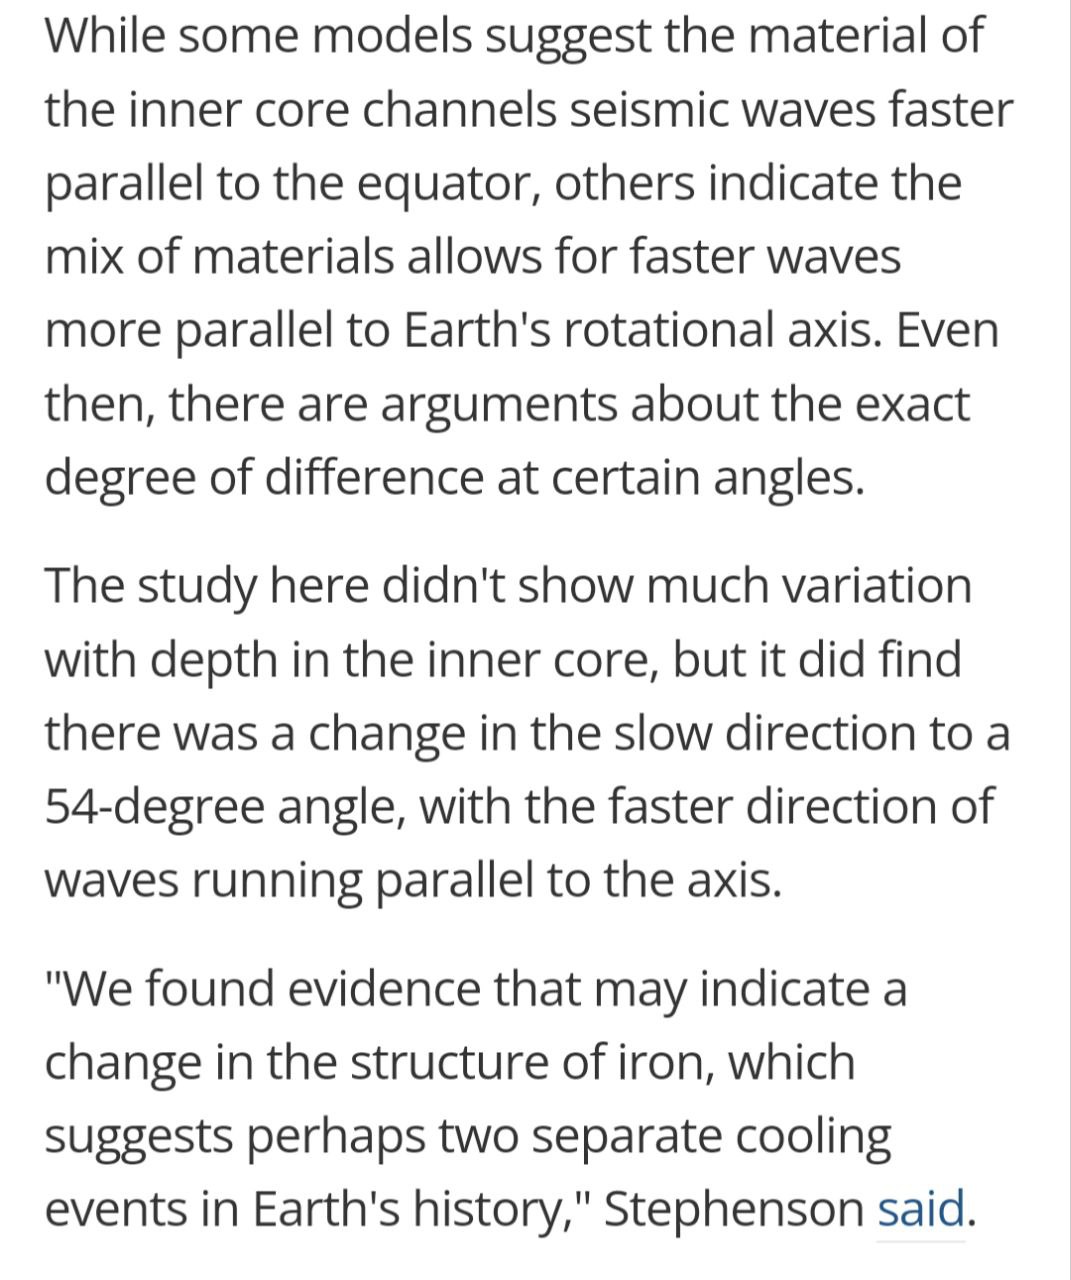 While some models suggest the material of
the inner core channels seismic waves faster
parallel to the equator, others indicate the
mix of materials allows for faster waves
more parallel to Earth's rotational axis. Even
then, there are arguments about the exact
degree of difference at certain angles.
The study here didn't show much variation
with depth in the inner core, but it did find
there was a change in the slow direction to a
54-degree angle, with the faster direction of
waves running parallel to the axis.
"We found evidence that may indicate a
change in the structure of iron, which
suggests perhaps two separate cooling
events in Earth's history," Stephenson said.